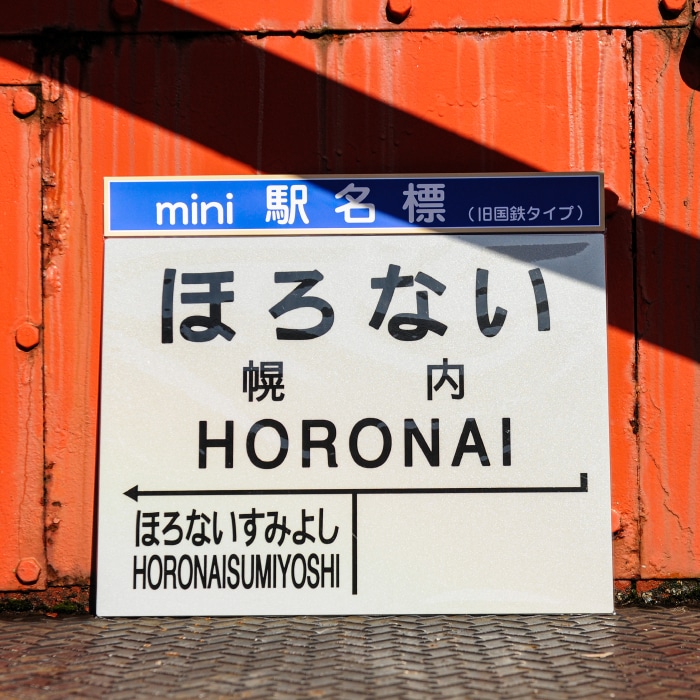 mini 駅名標 (旧国鉄タイプ)
ほろない
幌 内
HORONAI
ほろないすみよし
HORONAISUMIYOSHI